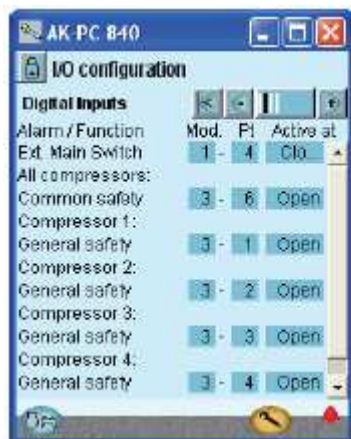 AK-PC 840
I/O configuration
Digital Inputs
Alarm / Function Mod. Pt Active at
Ext. Main Switch 1 - 4 Clo...
All compressors:
Common safety 3 - 6 Open
Compressor 1:
General safety 3 - 1 Open
Compressor 2:
General safety 3 - 2 Open
Compressor 3:
General safety 3 - 3 Open
Compressor 4:
General safety 3 - 4 Open